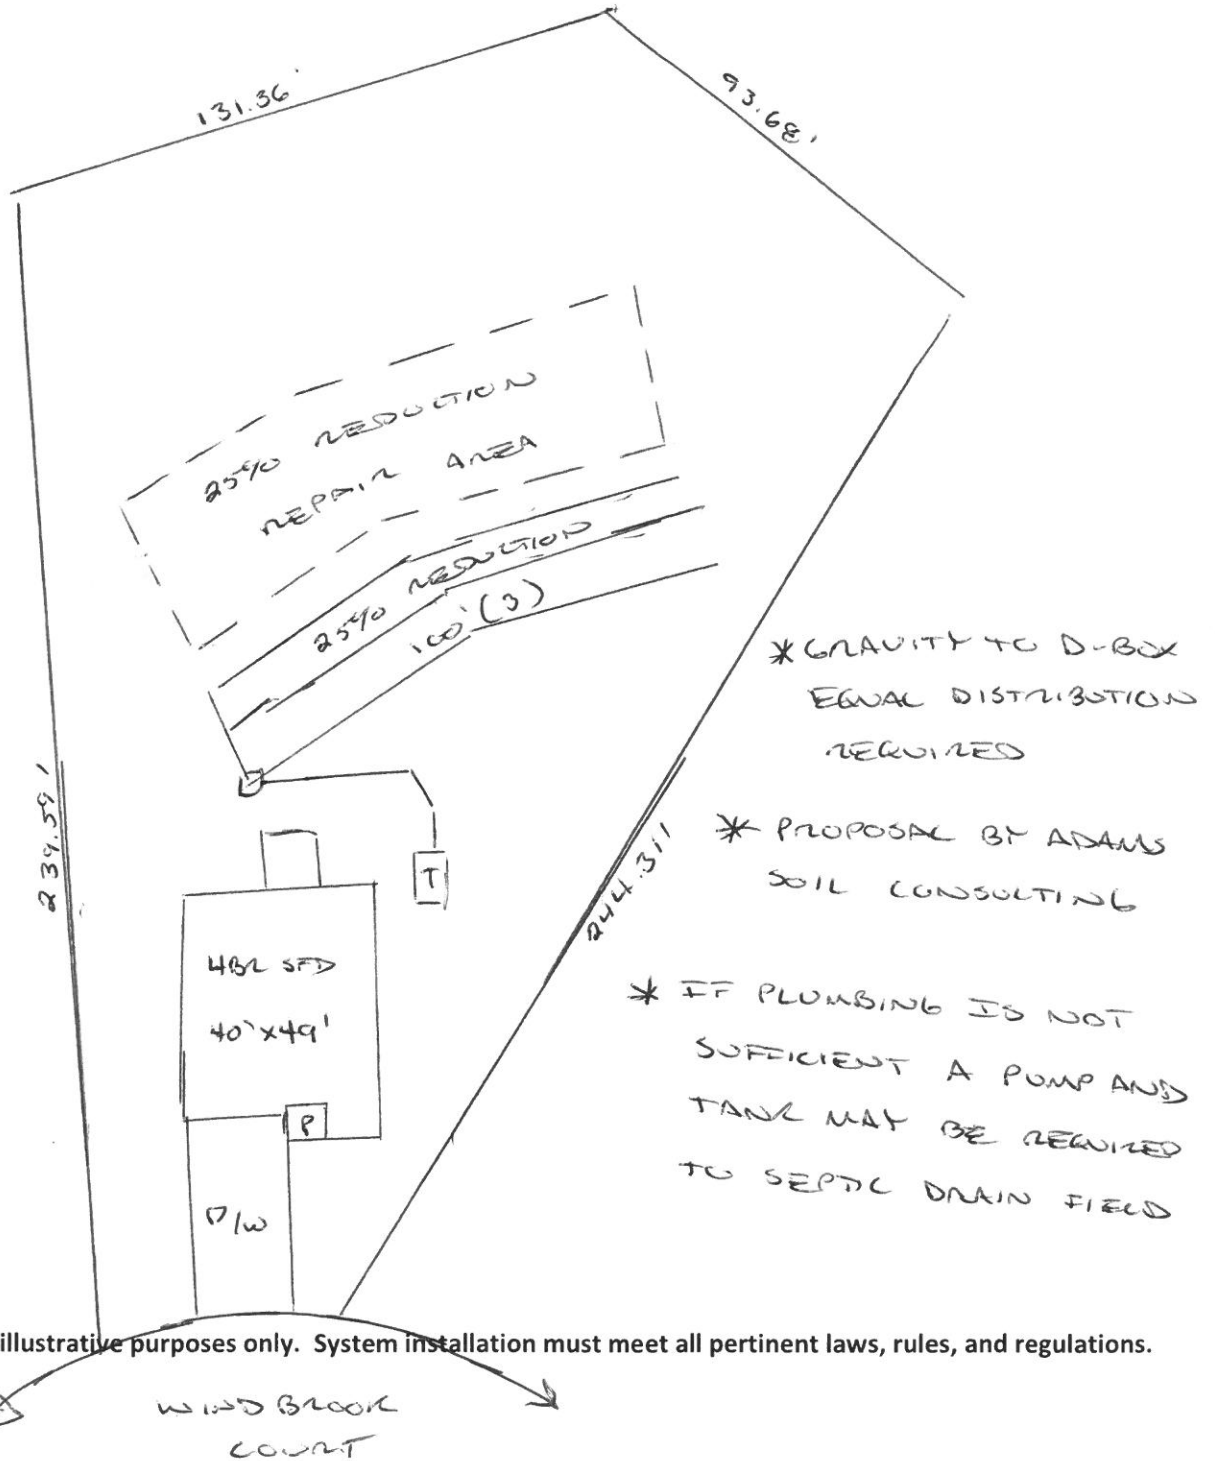 131.36'
93.68'
25% REDUCTION
REPAIR AREA
25% REDUCTION
100'(3)
* GRAVITY TO D-BOX
EQUAL DISTRIBUTION
REQUIRED
239.59'
244.31'
* PROPOSAL BY ADAMS
SOIL CONSULTING
T
4BR SFD
40'x49'
* IF PLUMBING IS NOT
SUFFICIENT A PUMP AND
TANK MAY BE REQUIRED
TO SEPTIC DRAIN FIELD
P
D/W
illustrative purposes only. System installation must meet all pertinent laws, rules, and regulations.
WINDBROOK
COURT